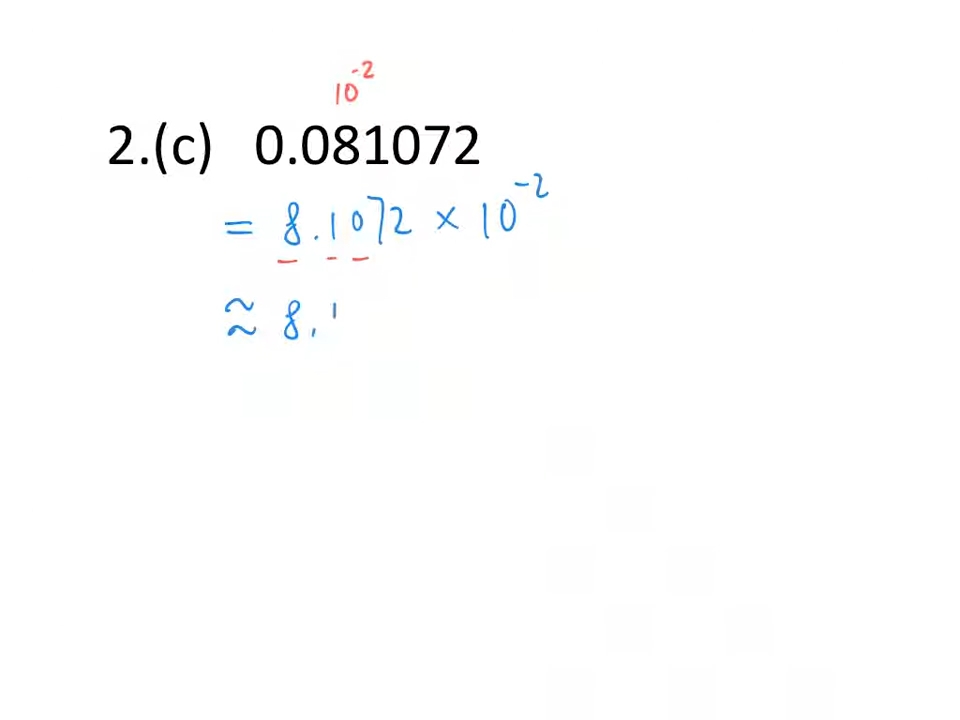 10⁻²
2.(c) 0.081072
= 8.1072 × 10⁻²
≈ 8.1